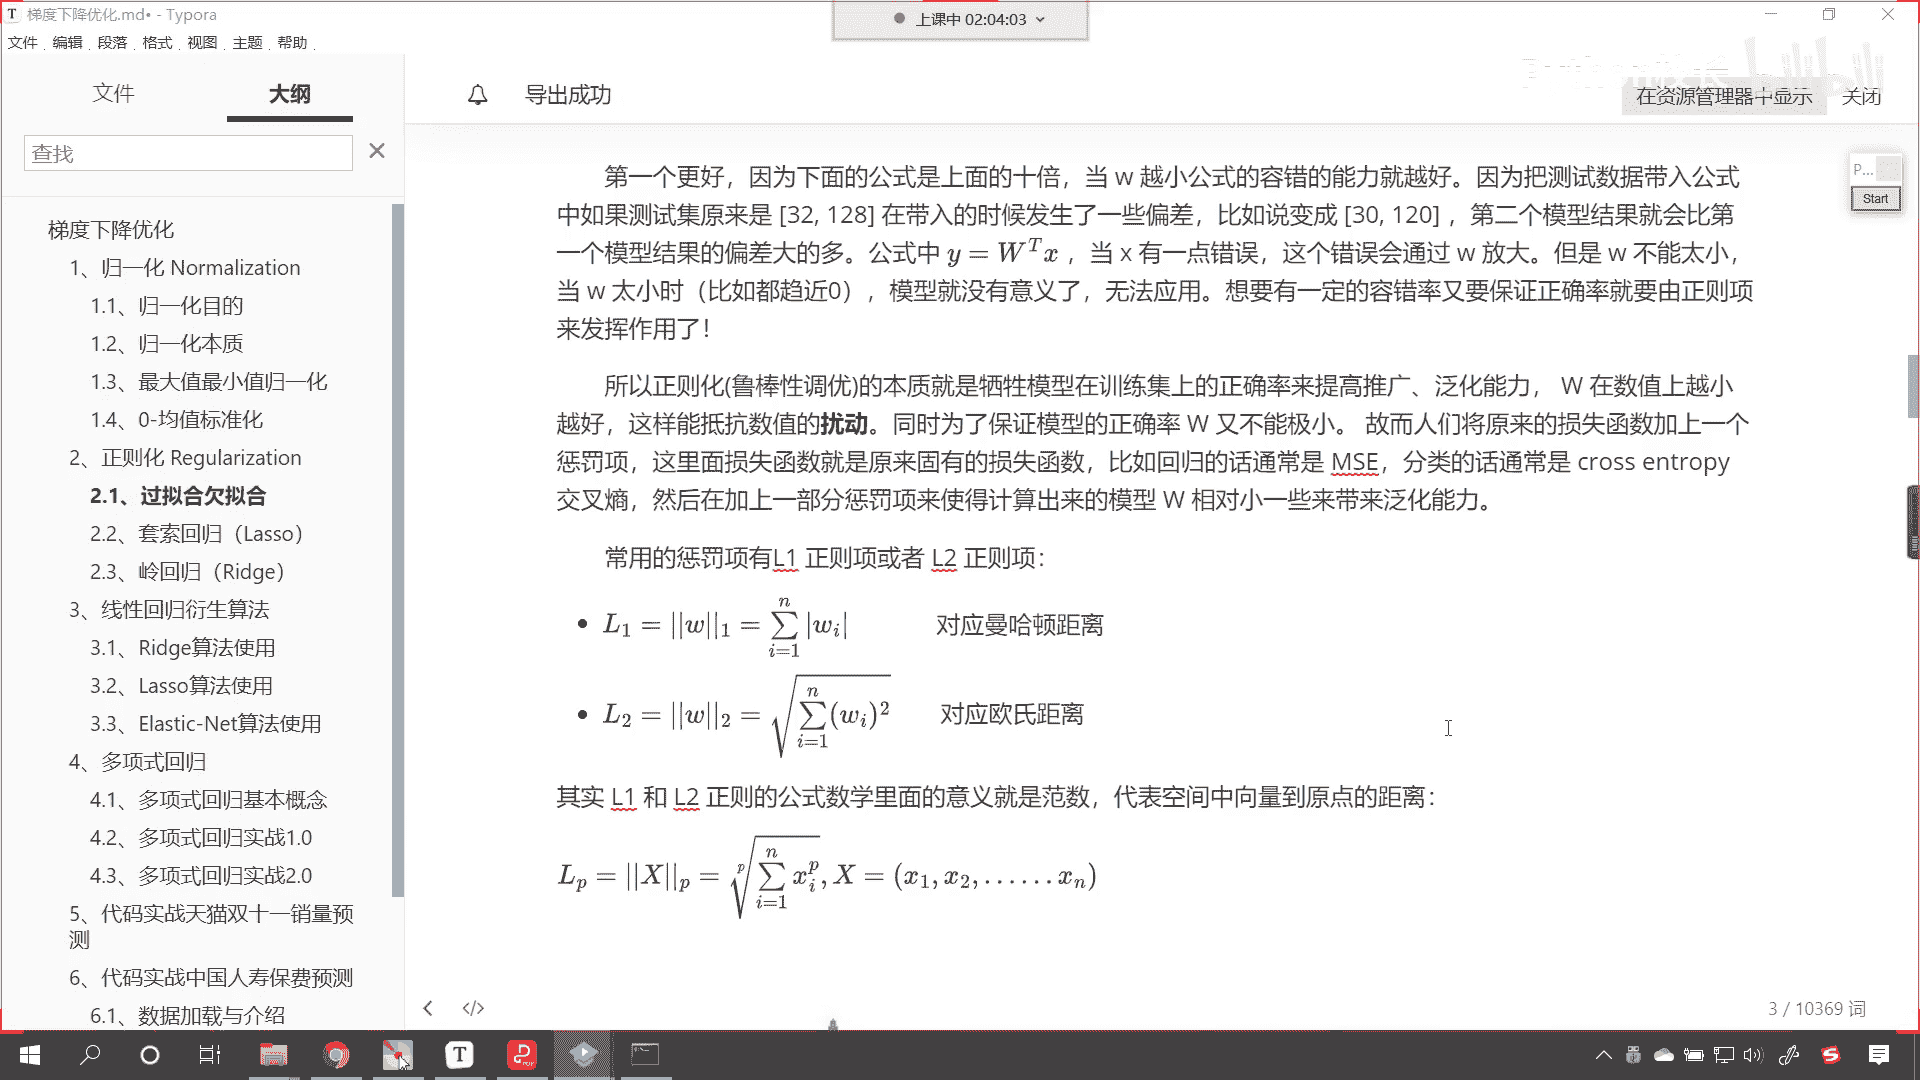 梯度下降优化.md• - Typora
上课中 02:04:03
文件 编辑 段落 格式 视图 主题 帮助
文件 大纲
导出成功
在资源管理器中显示 关闭
查找
P...
Start
梯度下降优化
1、归一化 Normalization
1.1、归一化目的
1.2、归一化本质
1.3、最大值最小值归一化
1.4、0-均值标准化
2、正则化 Regularization
2.1、过拟合欠拟合
2.2、套索回归（Lasso）
2.3、岭回归（Ridge）
3、线性回归衍生算法
3.1、Ridge算法使用
3.2、Lasso算法使用
3.3、Elastic-Net算法使用
4、多项式回归
4.1、多项式回归基本概念
4.2、多项式回归实战1.0
4.3、多项式回归实战2.0
5、代码实战天猫双十一销量预
测
6、代码实战中国人寿保费预测
6.1、数据加载与介绍
第一个更好，因为下面的公式是上面的十倍，当 w 越小公式的容错的能力就越好。因为把测试数据带入公式
中如果测试集原来是 [32, 128] 在带入的时候发生了一些偏差，比如说变成 [30, 120] ，第二个模型结果就会比第
一个模型结果的偏差大的多。公式中 y = W^T x ，当 x 有一点错误，这个错误会通过 w 放大。但是 w 不能太小，
当 w 太小时（比如都趋近0），模型就没有意义了，无法应用。想要有一定的容错率又要保证正确率就要由正则项
来发挥作用了！
所以正则化(鲁棒性调优)的本质就是牺牲模型在训练集上的正确率来提高推广、泛化能力， W 在数值上越小
越好，这样能抵抗数值的扰动。同时为了保证模型的正确率 W 又不能极小。 故而人们将原来的损失函数加上一个
惩罚项，这里面损失函数就是原来固有的损失函数，比如回归的话通常是 MSE，分类的话通常是 cross entropy
交叉熵，然后在加上一部分惩罚项来使得计算出来的模型 W 相对小一些来带来泛化能力。
常用的惩罚项有L1 正则项或者 L2 正则项：
• L_1 = ||w||_1 = \sum_{i=1}^{n} |w_i| 对应曼哈顿距离
• L_2 = ||w||_2 = \sqrt{\sum_{i=1}^{n} (w_i)^2} 对应欧氏距离
其实 L1 和 L2 正则的公式数学里面的意义就是范数，代表空间中向量到原点的距离：
L_p = ||X||_p = \sqrt[p]{\sum_{i=1}^{n} x_i^p}, X = (x_1, x_2, ...... x_n)
3 / 10369 词